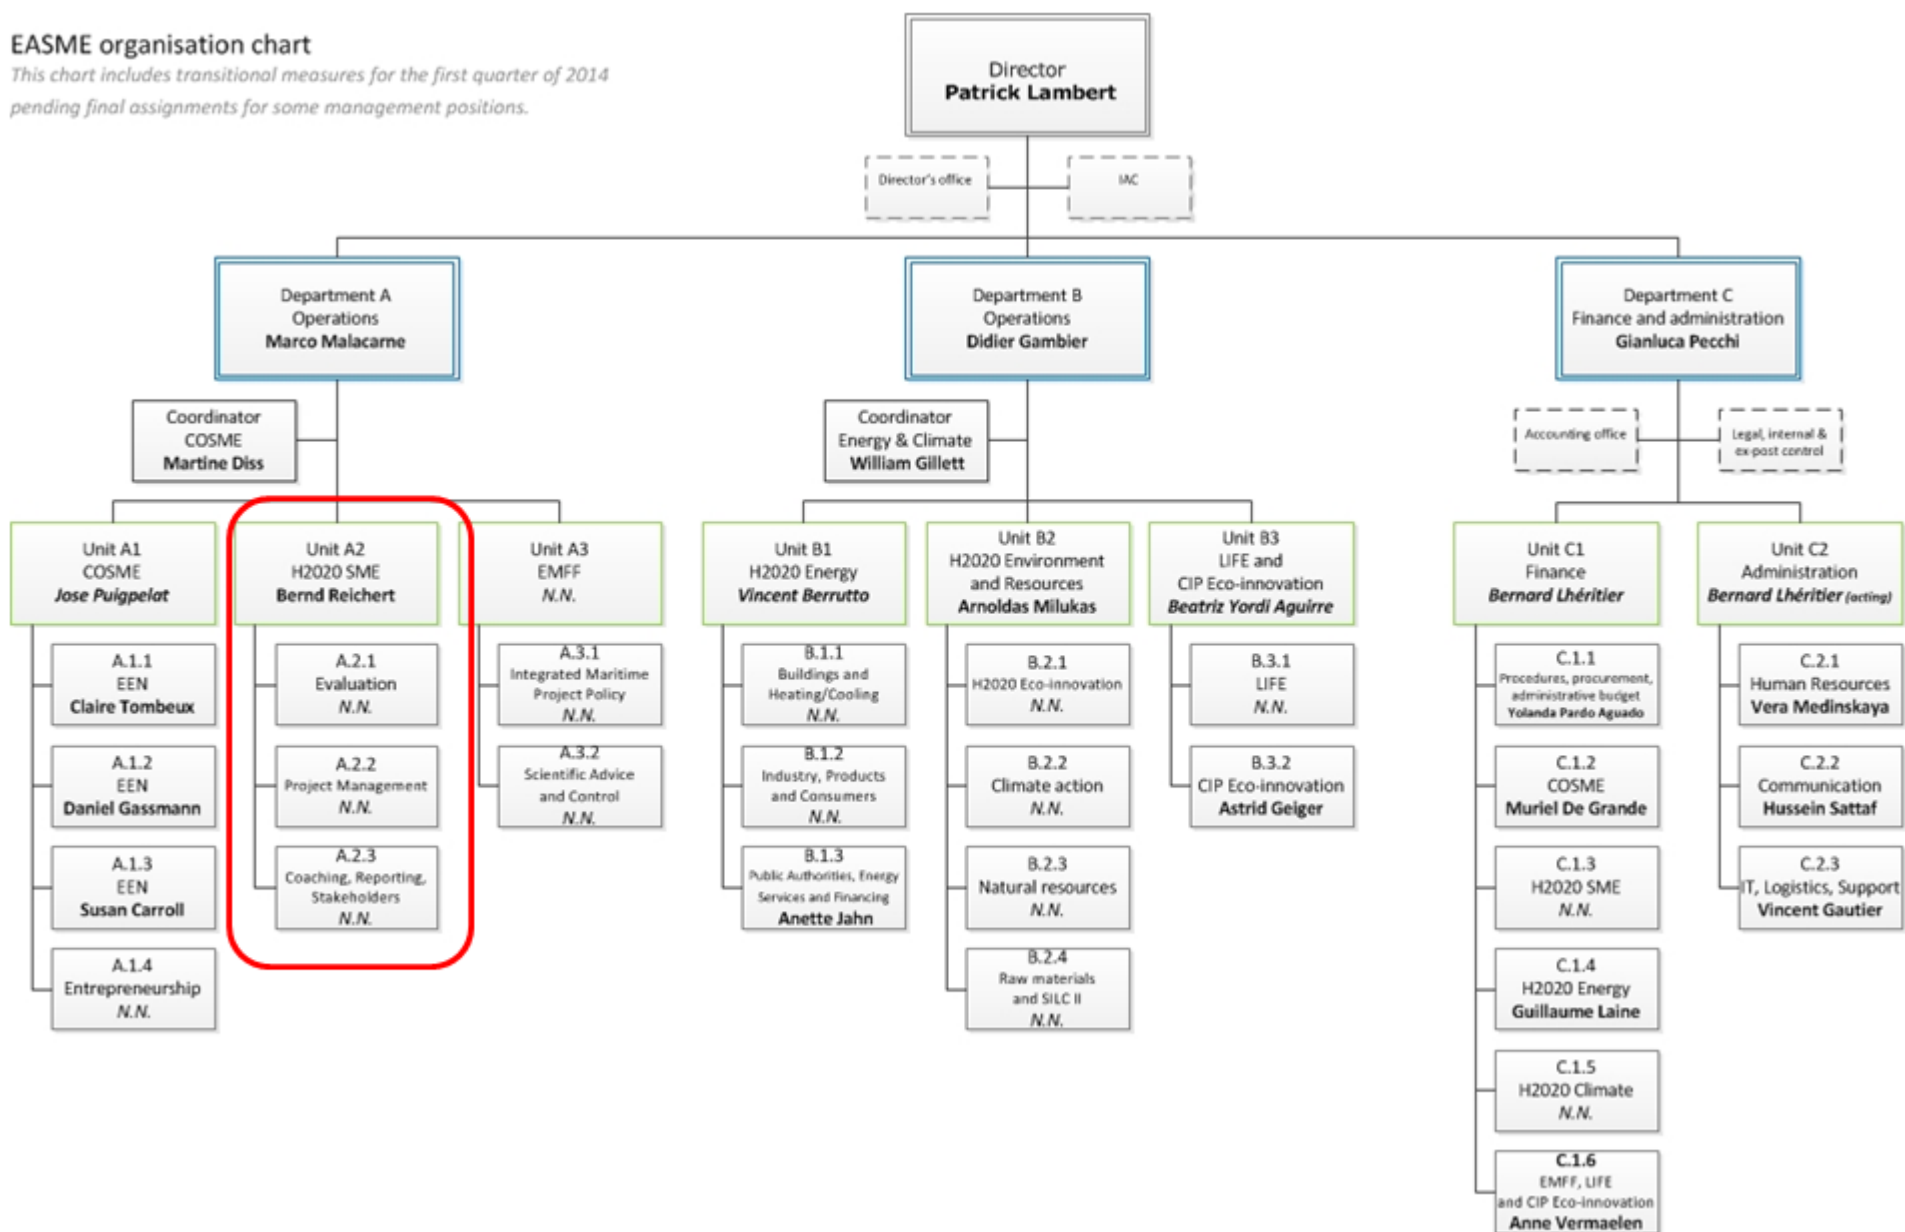 EASME organisation chart
This chart includes transitional measures for the first quarter of 2014
pending final assignments for some management positions.
Director
Patrick Lambert
Director's office
IAC
Department A
Operations
Marco Malacarne
Department B
Operations
Didier Gambier
Department C
Finance and administration
Gianluca Pecchi
Coordinator
COSME
Martine Diss
Coordinator
Energy & Climate
William Gillett
Accounting office
Legal, internal &
ex-post control
Unit A1
COSME
Jose Puigpelat
Unit A2
H2020 SME
Bernd Reichert
Unit A3
EMFF
N.N.
Unit B1
H2020 Energy
Vincent Berrutto
Unit B2
H2020 Environment
and Resources
Arnoldas Milukas
Unit B3
LIFE and
CIP Eco-innovation
Beatriz Yordi Aguirre
Unit C1
Finance
Bernard Lhéritier
Unit C2
Administration
Bernard Lhéritier (acting)
A.1.1
EEN
Claire Tombeux
A.1.2
EEN
Daniel Gassmann
A.1.3
EEN
Susan Carroll
A.1.4
Entrepreneurship
N.N.
A.2.1
Evaluation
N.N.
A.2.2
Project Management
N.N.
A.2.3
Coaching, Reporting,
Stakeholders
N.N.
A.3.1
Integrated Maritime
Project Policy
N.N.
A.3.2
Scientific Advice
and Control
N.N.
B.1.1
Buildings and
Heating/Cooling
N.N.
B.1.2
Industry, Products
and Consumers
N.N.
B.1.3
Public Authorities, Energy
Services and Financing
Anette Jahn
B.2.1
H2020 Eco-innovation
N.N.
B.2.2
Climate action
N.N.
B.2.3
Natural resources
N.N.
B.2.4
Raw materials
and SILC II
N.N.
B.3.1
LIFE
N.N.
B.3.2
CIP Eco-innovation
Astrid Geiger
C.1.1
Procedures, procurement,
administrative budget
Yolanda Pardo Aguado
C.1.2
COSME
Muriel De Grande
C.1.3
H2020 SME
N.N.
C.1.4
H2020 Energy
Guillaume Laine
C.1.5
H2020 Climate
N.N.
C.1.6
EMFF, LIFE
and CIP Eco-innovation
Anne Vermaelen
C.2.1
Human Resources
Vera Medinskaya
C.2.2
Communication
Hussein Sattaf
C.2.3
IT, Logistics, Support
Vincent Gautier